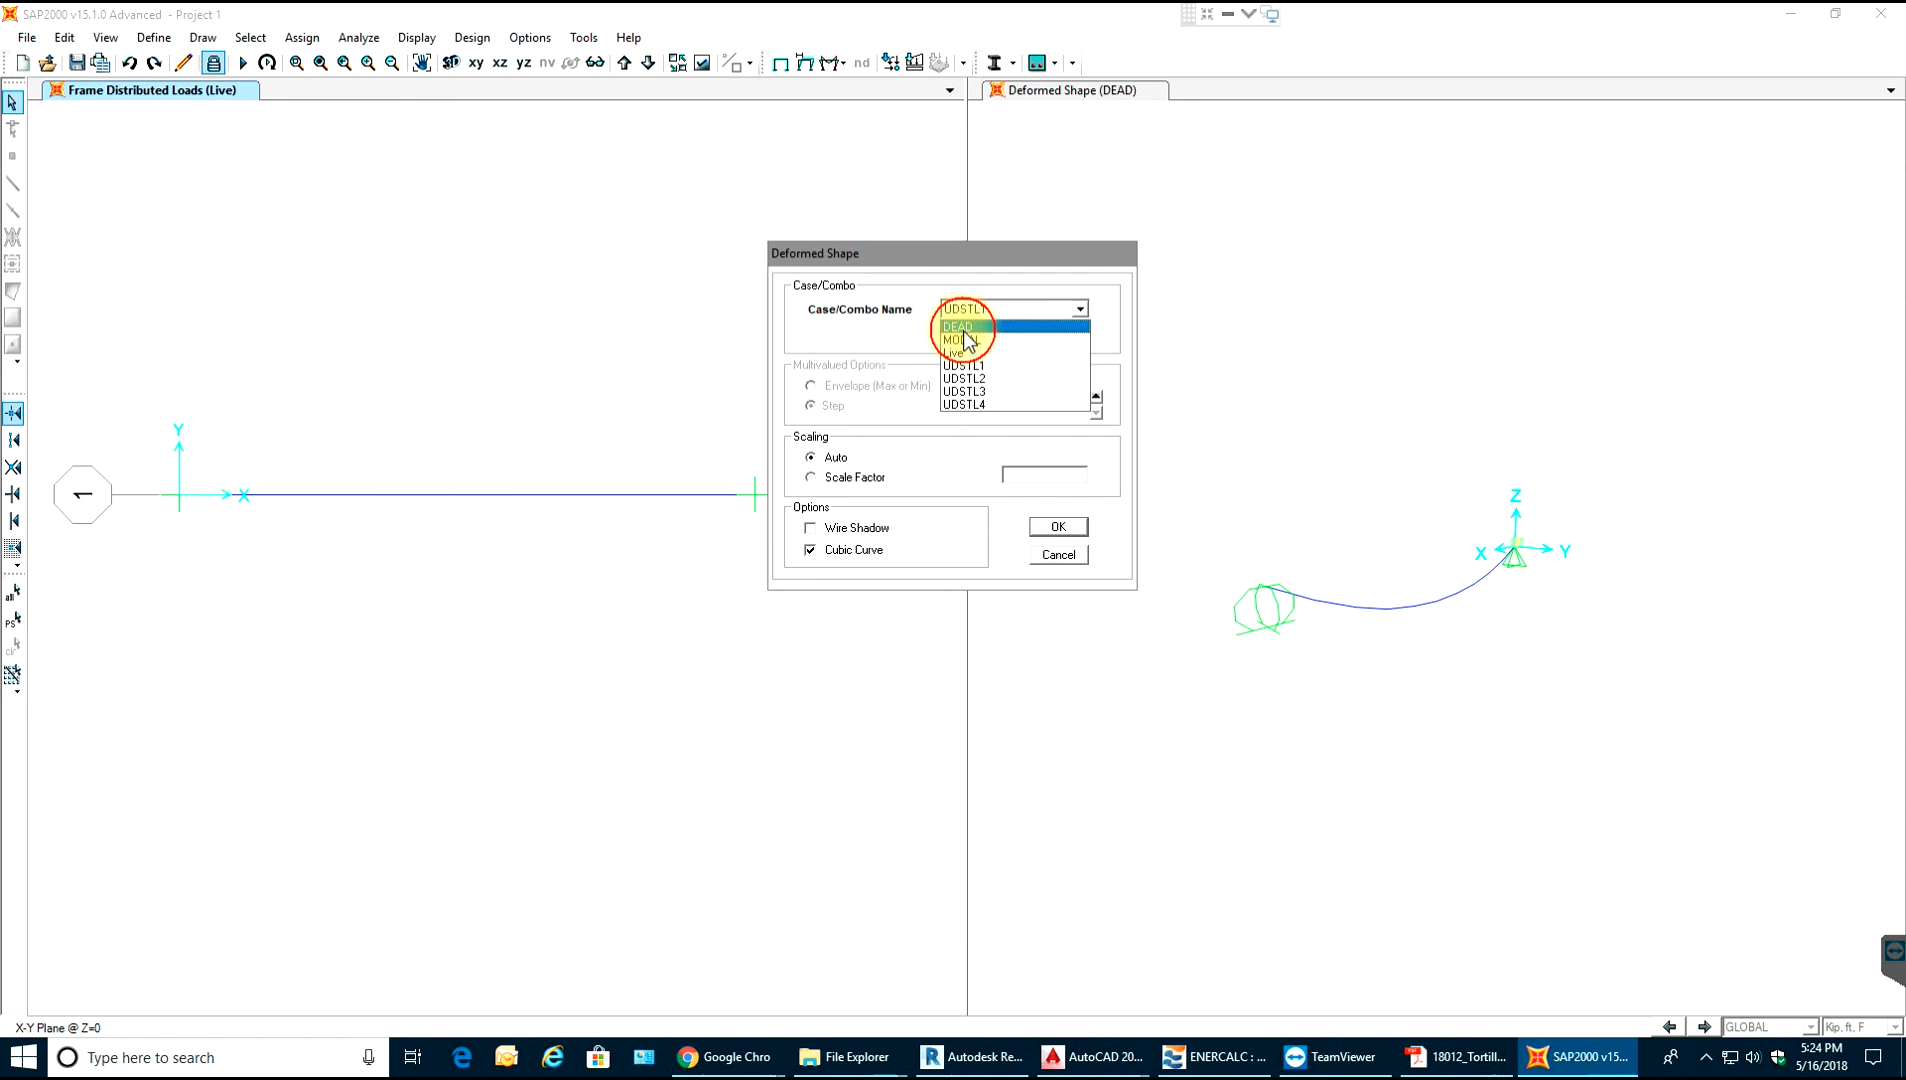 SAP2000 v15.1.0 Advanced - Project 1
File Edit View Define Draw Select Assign Analyze Display Design Options Tools Help
xy xz yz nv nd
Frame Distributed Loads (Live)
Deformed Shape (DEAD)
Deformed Shape
Case/Combo
Case/Combo Name
UDSTL1
DEAD
MODAL
Live
UDSTL1
UDSTL2
UDSTL3
UDSTL4
Multivalued Options
Envelope (Max or Min)
Step
Scaling
Auto
Scale Factor
Options
Wire Shadow
Cubic Curve
OK
Cancel
Y
X
1
Z
X
Y
all
PS
clr
X-Y Plane @ Z=0
GLOBAL
Kip, ft, F
Type here to search
Google Chro
File Explorer
Autodesk Re...
AutoCAD 20...
ENERCALC : ...
TeamViewer
18012_Tortill...
SAP2000 v15...
5:24 PM
5/16/2018